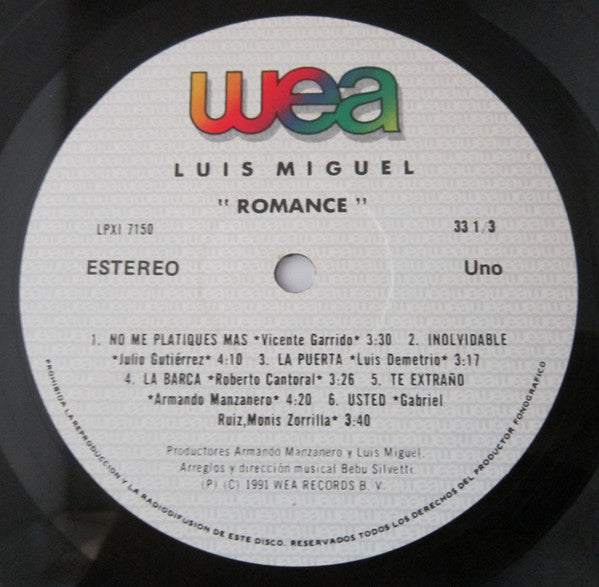 wea
LUIS MIGUEL
" ROMANCE "
LPXI 7150
33 1/3
ESTEREO
Uno
1. NO ME PLATIQUES MAS *Vicente Garrido* 3:30 2. INOLVIDABLE
*Julio Gutiérrez* 4:10 3. LA PUERTA *Luis Demetrio* 3:17
4. LA BARCA *Roberto Cantoral* 3:26 5. TE EXTRAÑO
*Armando Manzanero* 4:20 6. USTED *Gabriel
Ruiz,Monis Zorrilla* 3:40
Productores Armando Manzanero y Luis Miguel.
Arreglos y dirección musical Bebu Silvetti.
(P) (C) 1991 WEA RECORDS B. V.
PROHIBIDA LA REPRODUCCION Y LA RADIODIFUSION DE ESTE DISCO. RESERVADOS TODOS LOS DERECHOS DEL PRODUCTOR FONOGRAFICO